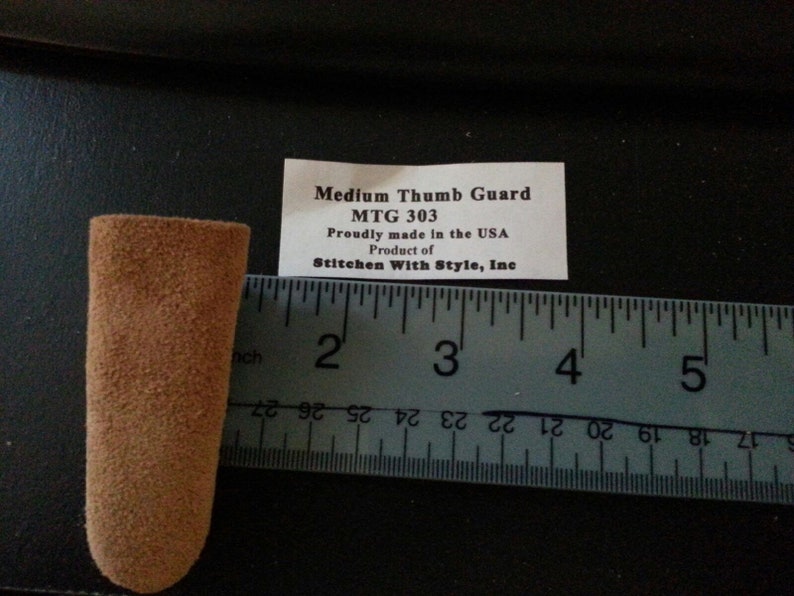 Medium Thumb Guard
MTG 303
Proudly made in the USA
Product of
Stitchen With Style, Inc
2 3 4 5
nch
27 26 25 24 23 22 21 20 19 18 17